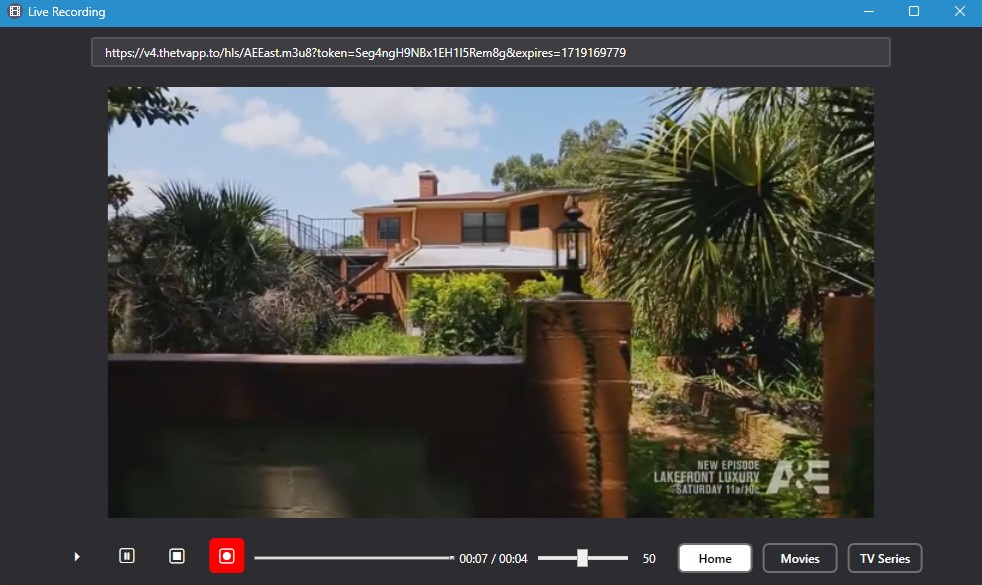 Live Recording
https://v4.thetvapp.to/hls/AEEast.m3u8?token=Seg4ngH9NBx1EH1I5Rem8g&expires=1719169779
NEW EPISODE
LAKEFRONT LUXURY
SATURDAY 11a/10c
A&E
00:07 / 00:04
50
Home
Movies
TV Series